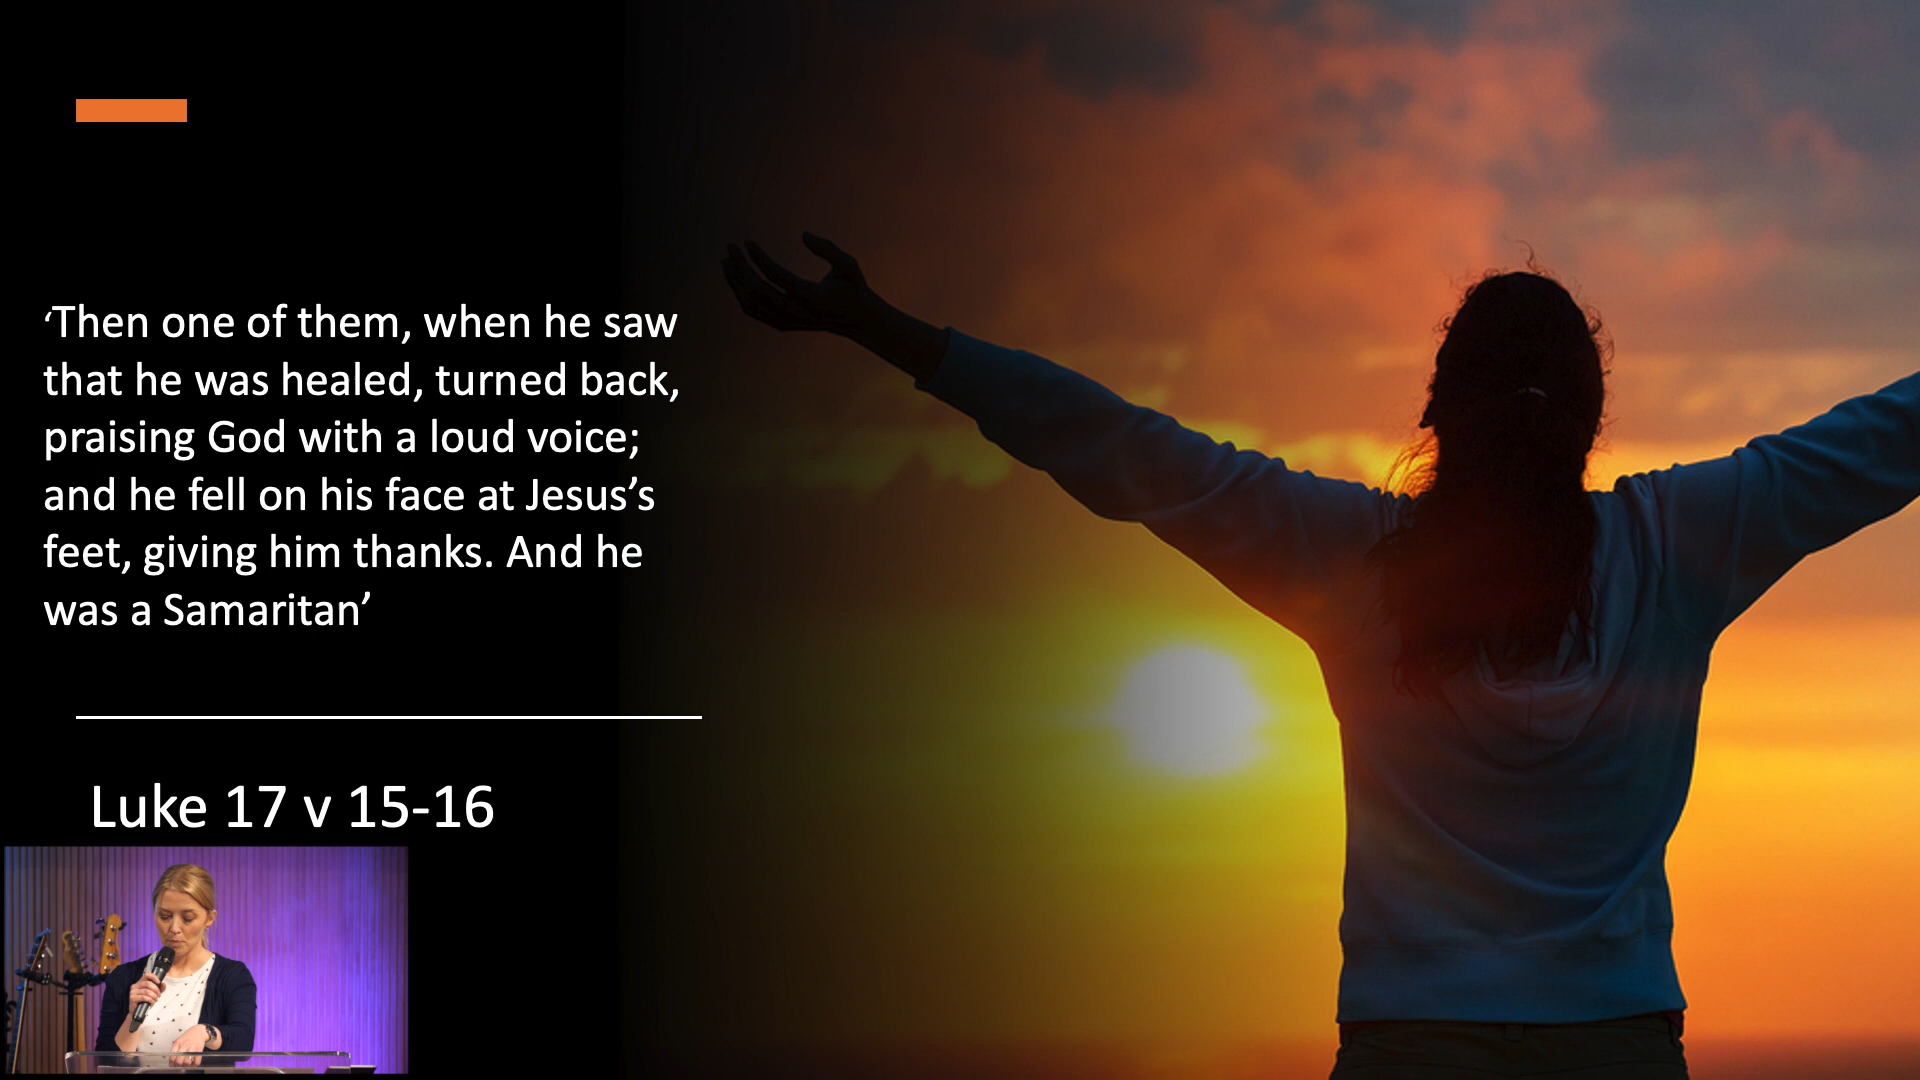 ‘Then one of them, when he saw
that he was healed, turned back,
praising God with a loud voice;
and he fell on his face at Jesus’s
feet, giving him thanks. And he
was a Samaritan’
Luke 17 v 15-16